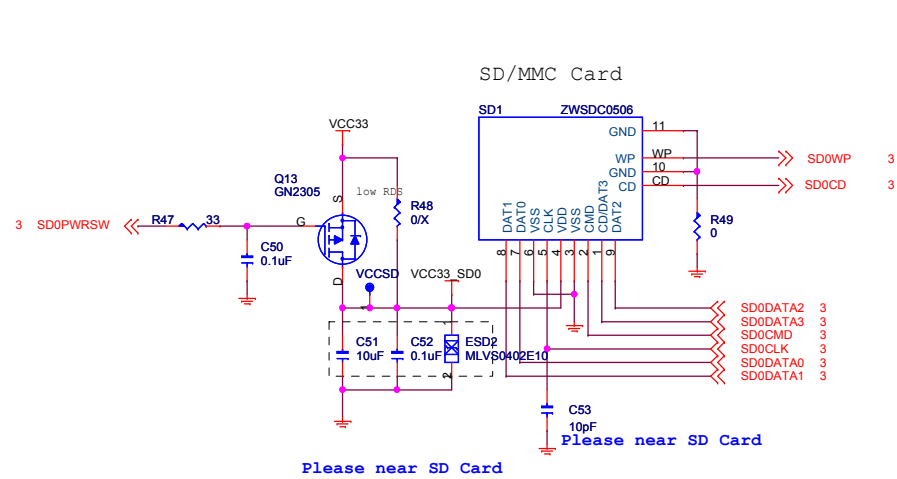 SD/MMC Card
SD1 ZWSDC0506
VCC33
GND 11
WP WP SD0WP 3
GND 10
CD CD SD0CD 3
Q13
GN2305
low RDS
S
G
D
R48
0/X
R49
0
3 SD0PWRSW R47 33
C50
0.1uF
DAT1 DAT0 VSS CLK VDD VSS CMD CD/DAT3 DAT2
8 7 6 5 4 3 2 1 9
VCCSD
1
VCC33_SD0
SD0DATA2 3
SD0DATA3 3
SD0CMD 3
SD0CLK 3
SD0DATA0 3
SD0DATA1 3
C51
10uF
C52
0.1uF
1
ESD2
MLVS0402E10
2
C53
10pF
Please near SD Card
Please near SD Card